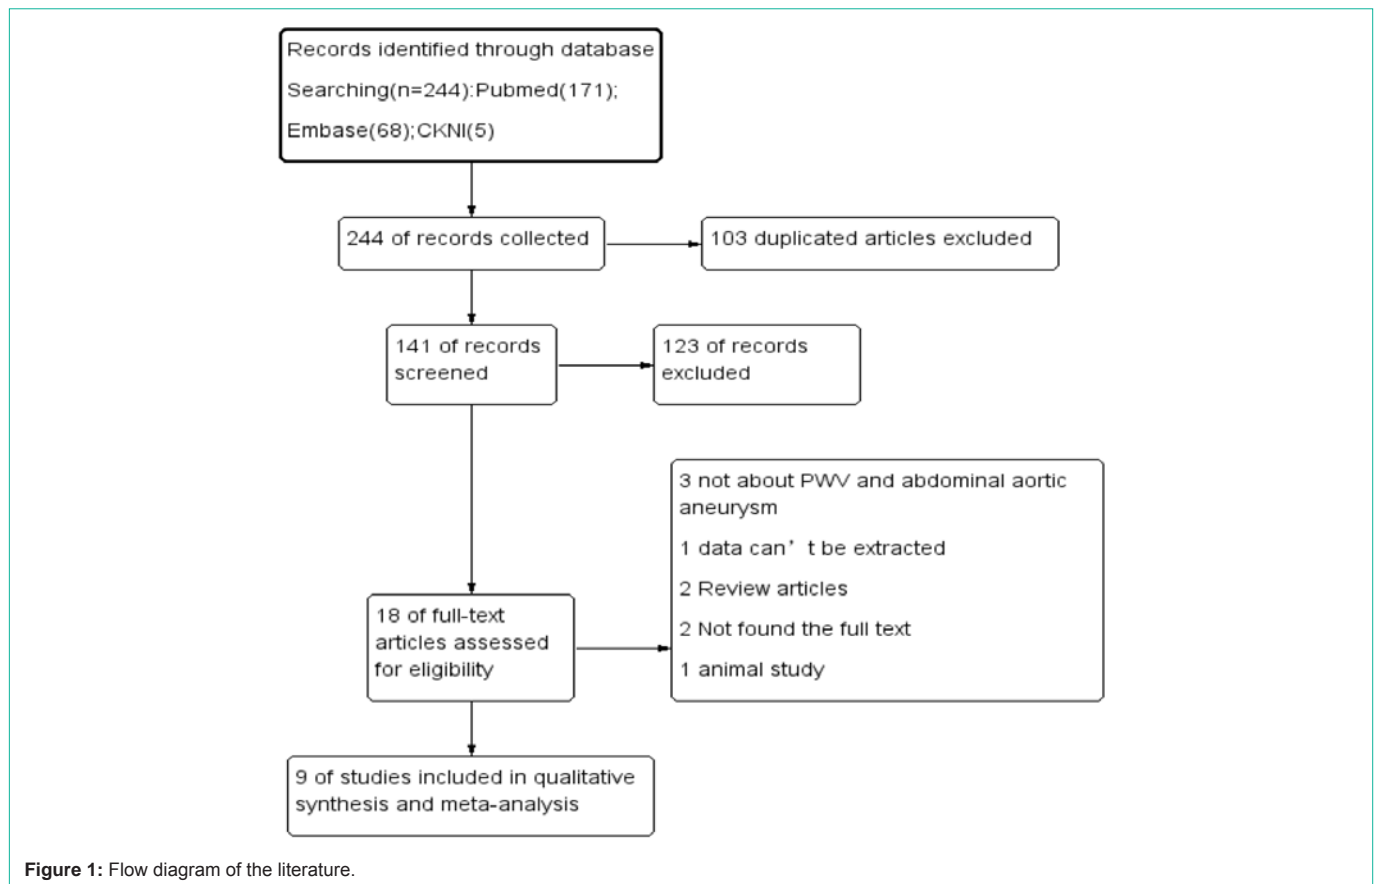 Records identified through database
Searching(n=244):Pubmed(171);
Embase(68);CKNI(5)
244 of records collected
103 duplicated articles excluded
141 of records
screened
123 of records
excluded
3 not about PWV and abdominal aortic
aneurysm
1 data can’t be extracted
2 Review articles
2 Not found the full text
1 animal study
18 of full-text
articles assessed
for eligibility
9 of studies included in qualitative
synthesis and meta-analysis
Figure 1: Flow diagram of the literature.